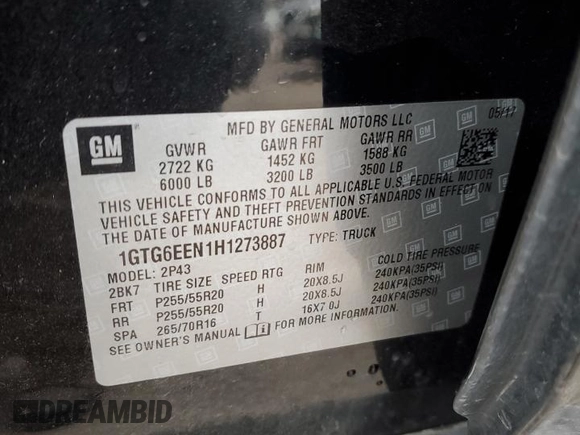 GM
MFD BY GENERAL MOTORS LLC
05/17
GVWR GAWR FRT GAWR RR
2722 KG 1452 KG 1588 KG
6000 LB 3200 LB 3500 LB
THIS VEHICLE CONFORMS TO ALL APPLICABLE U.S. FEDERAL MOTOR
VEHICLE SAFETY AND THEFT PREVENTION STANDARDS IN EFFECT ON
THE DATE OF MANUFACTURE SHOWN ABOVE.
1GTG6EEN1H1273887 TYPE: TRUCK
MODEL: 2P43
2BK7 TIRE SIZE SPEED RTG RIM COLD TIRE PRESSURE
FRT P255/55R20 H 20X8.5J 240KPA(35PSI)
RR P255/55R20 H 20X8.5J 240KPA(35PSI)
SPA 265/70R16 T 16X7.0J 240KPA(35PSI)
SEE OWNER'S MANUAL FOR MORE INFORMATION.
DREAMBID